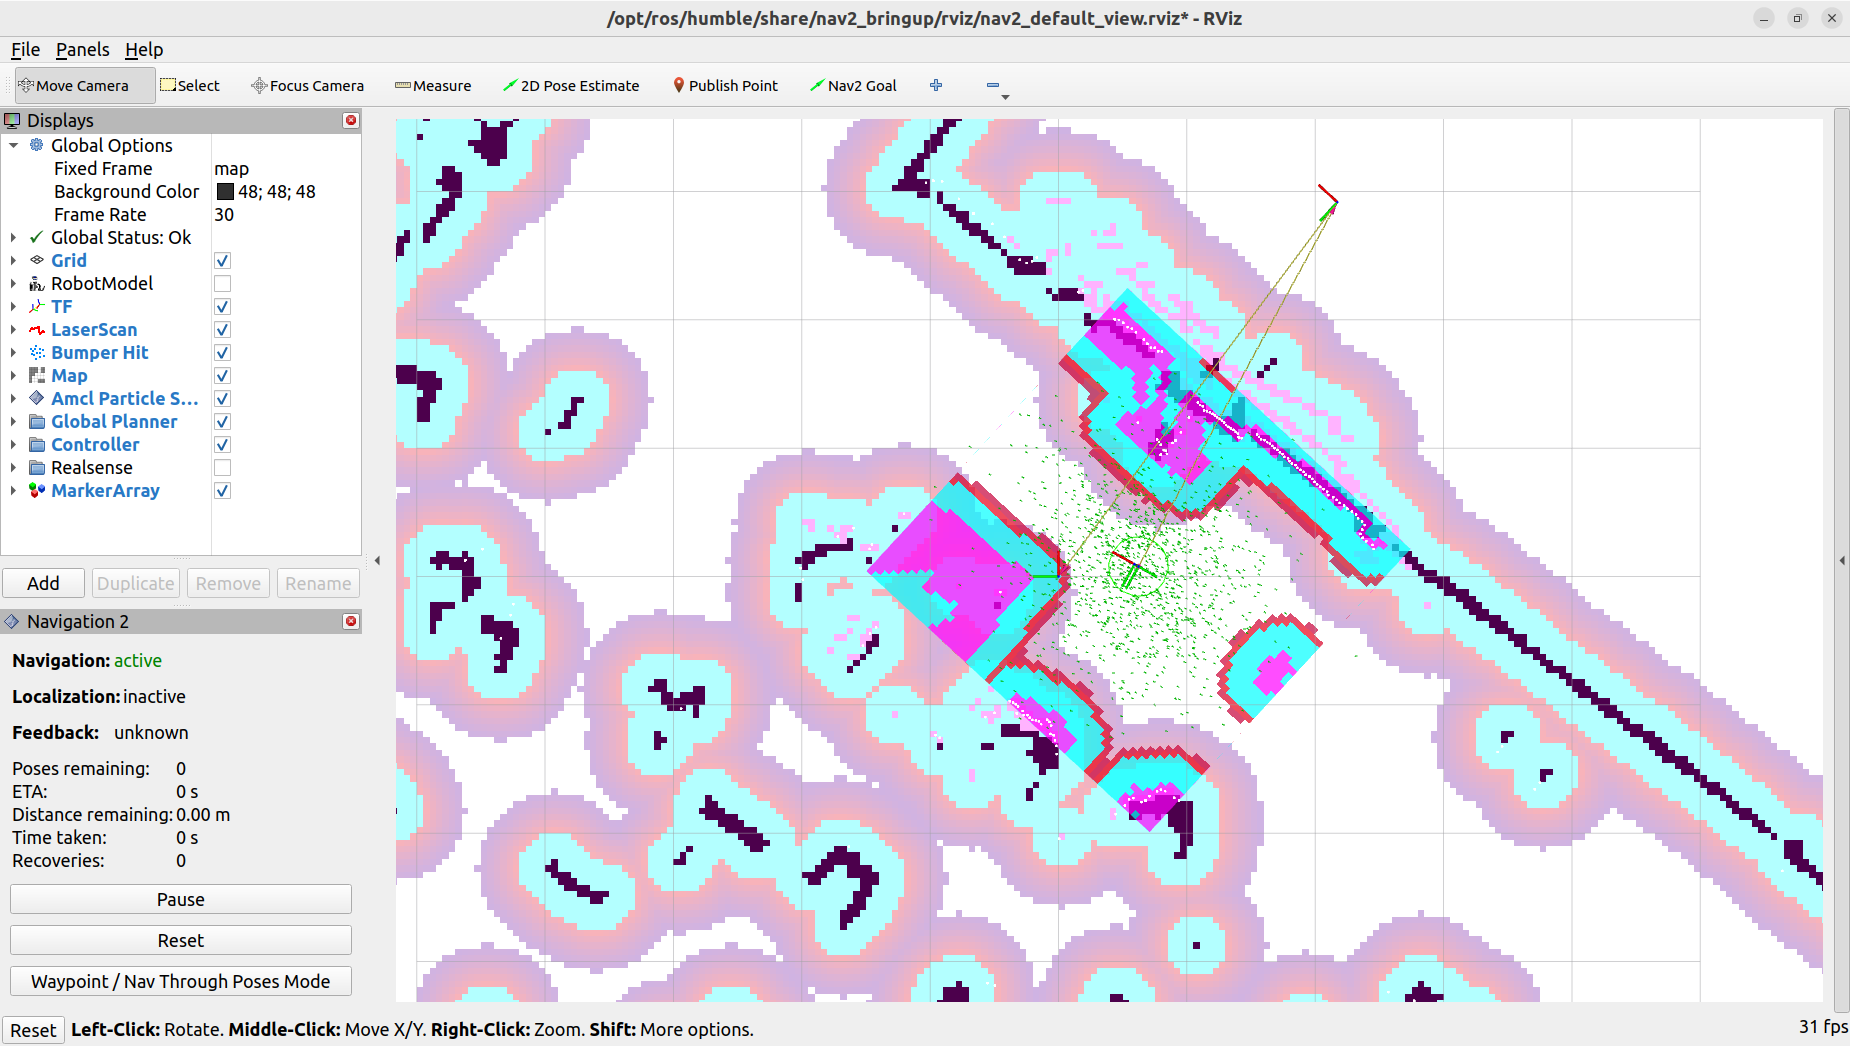 /opt/ros/humble/share/nav2_bringup/rviz/nav2_default_view.rviz* - RViz
File Panels Help
Move Camera Select Focus Camera Measure 2D Pose Estimate Publish Point Nav2 Goal
Displays
Global Options
Fixed Frame map
Background Color 48; 48; 48
Frame Rate 30
Global Status: Ok
Grid
RobotModel
TF
LaserScan
Bumper Hit
Map
Amcl Particle S...
Global Planner
Controller
Realsense
MarkerArray
Add Duplicate Remove Rename
Navigation 2
Navigation: active
Localization: inactive
Feedback: unknown
Poses remaining: 0
ETA: 0 s
Distance remaining: 0.00 m
Time taken: 0 s
Recoveries: 0
Pause
Reset
Waypoint / Nav Through Poses Mode
Reset Left-Click: Rotate. Middle-Click: Move X/Y. Right-Click: Zoom. Shift: More options. 31 fps